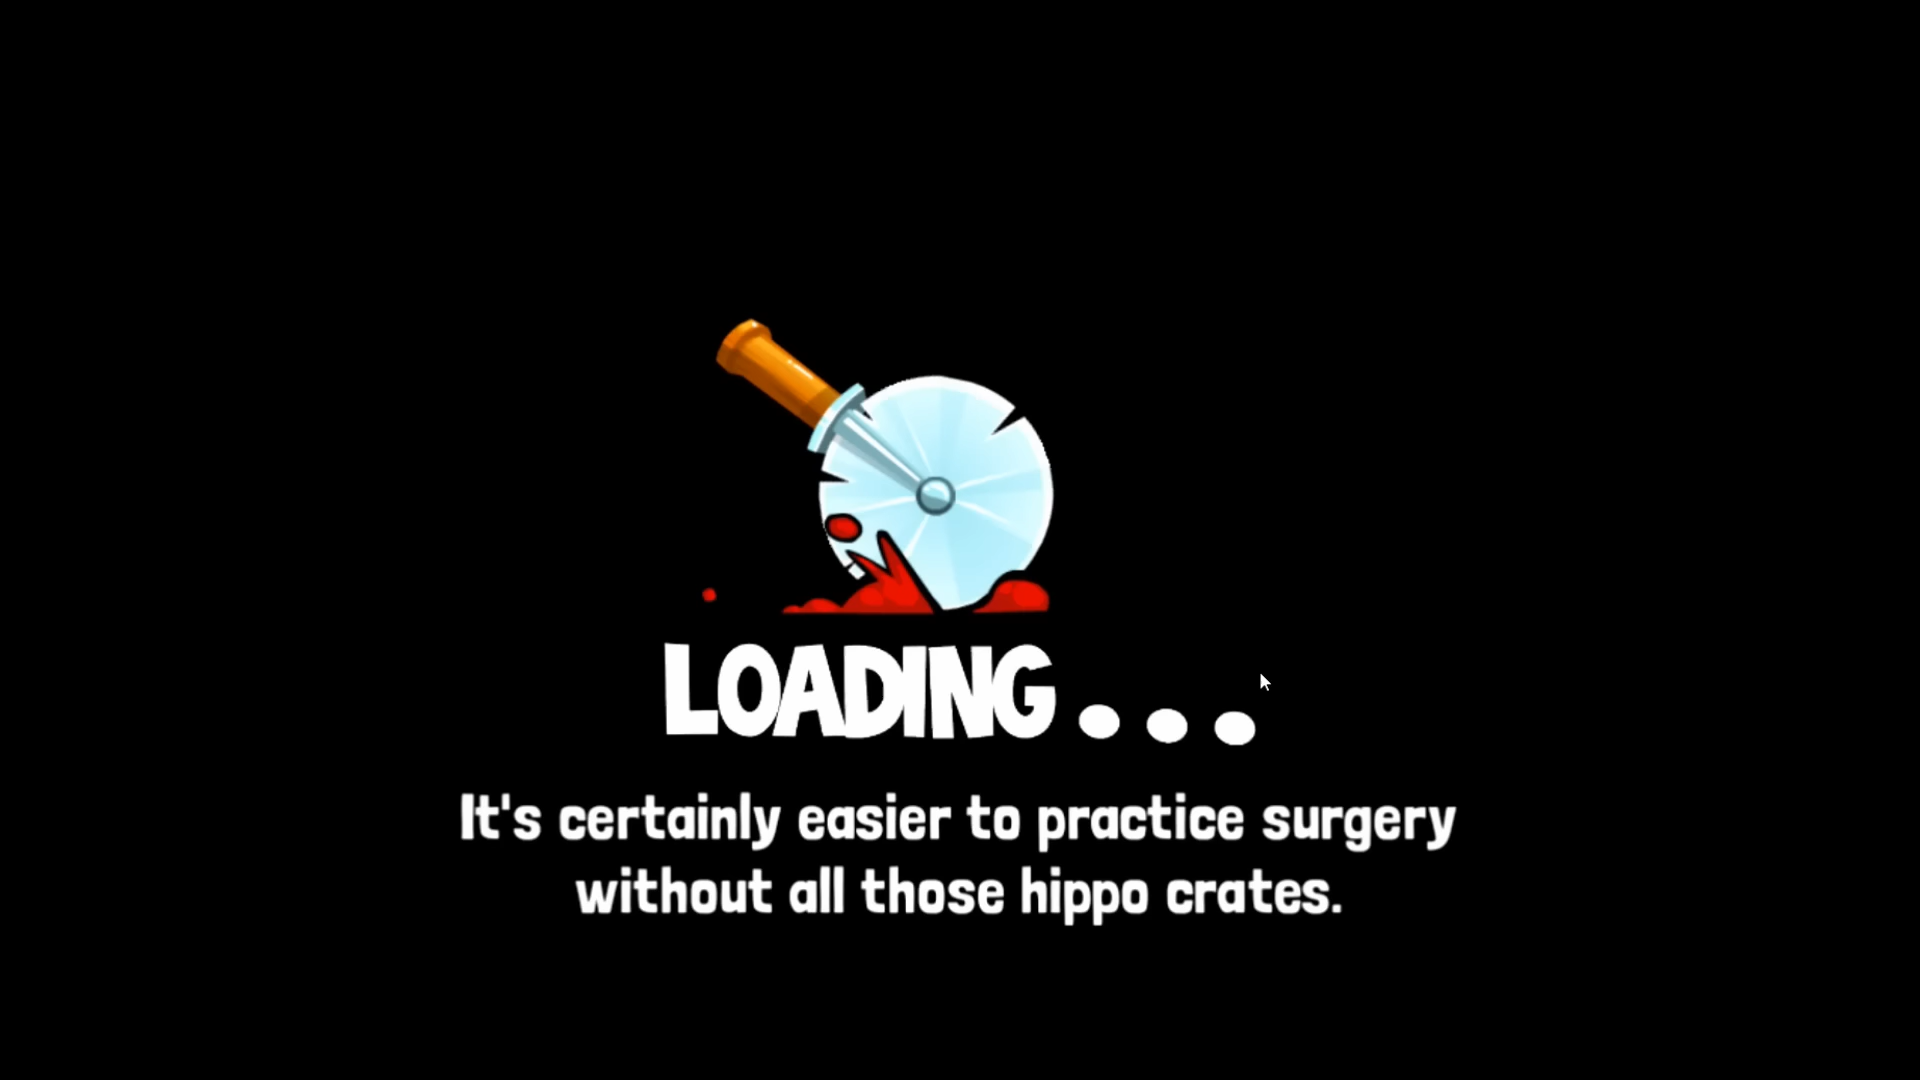 LOADING...
It's certainly easier to practice surgery
without all those hippo crates.